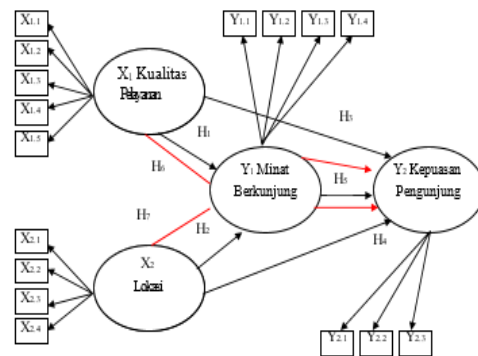 X1.1
X1.2
X1.3
X1.4
X1.5
Y1.1
Y1.2
Y1.3
Y1.4
X1 Kualitas
Pelayanan
H3
H1
H6
Y1 Minat
Berkunjung
H5
Y2 Kepuasan
Pengunjung
H7
H2
H4
X2
Lokasi
X2.1
X2.2
X2.3
X2.4
Y2.1
Y2.2
Y2.3